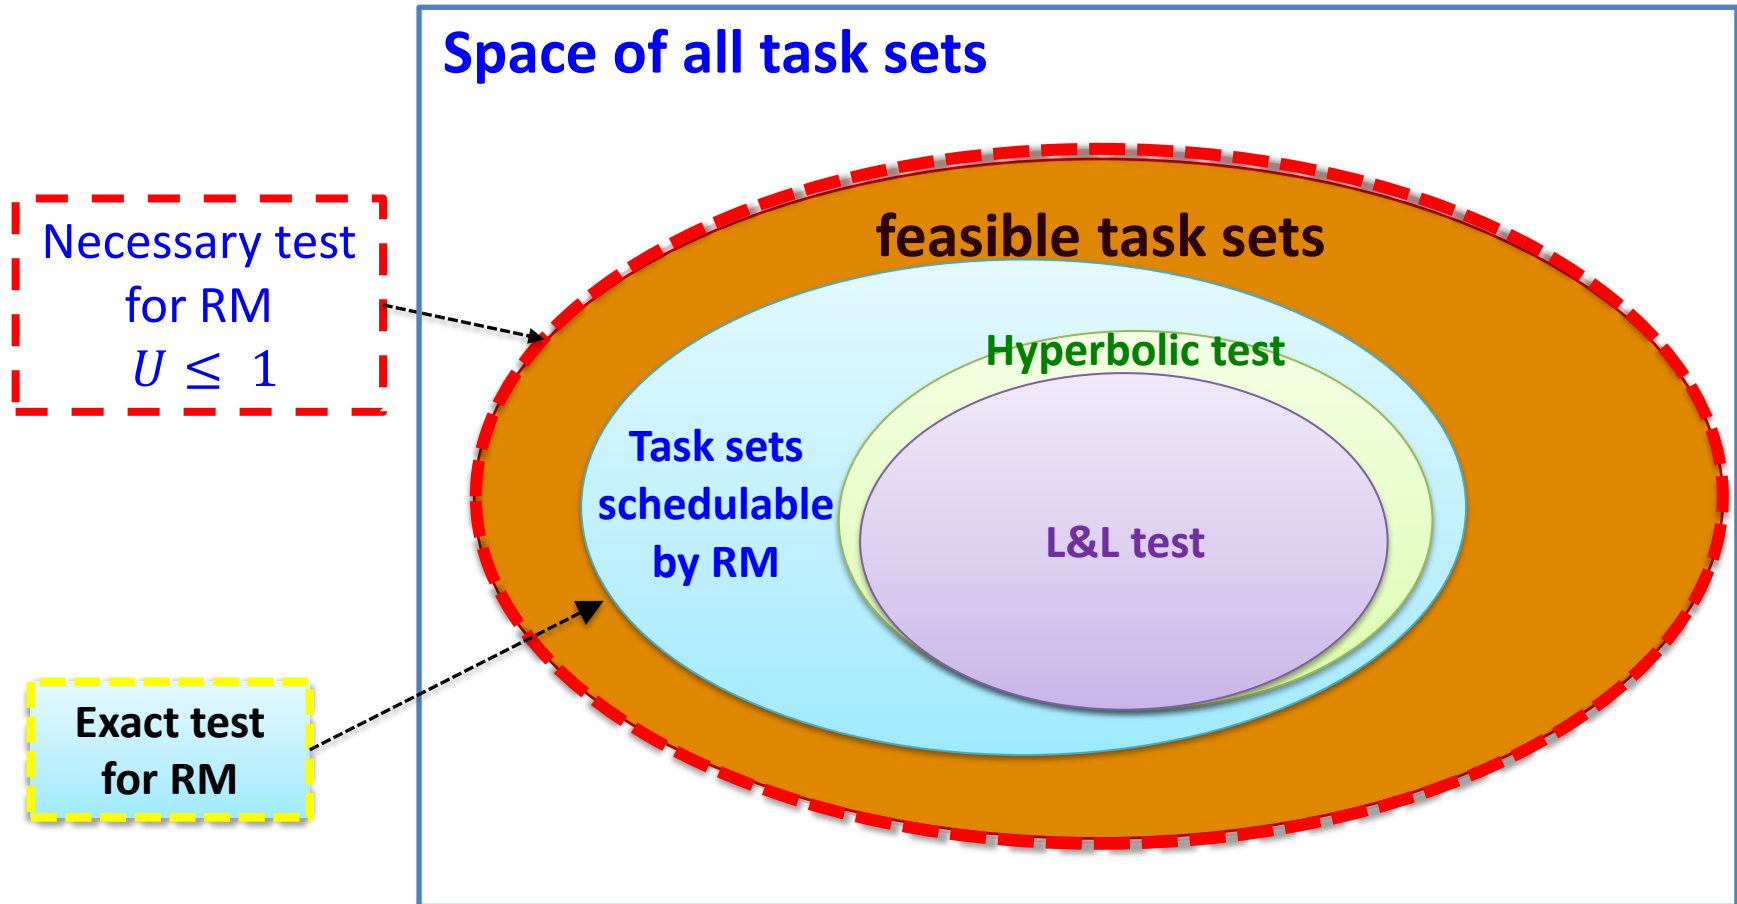 Space of all task sets
Necessary test
for RM
U ≤ 1
feasible task sets
Hyperbolic test
Task sets
schedulable
by RM
L&L test
Exact test
for RM